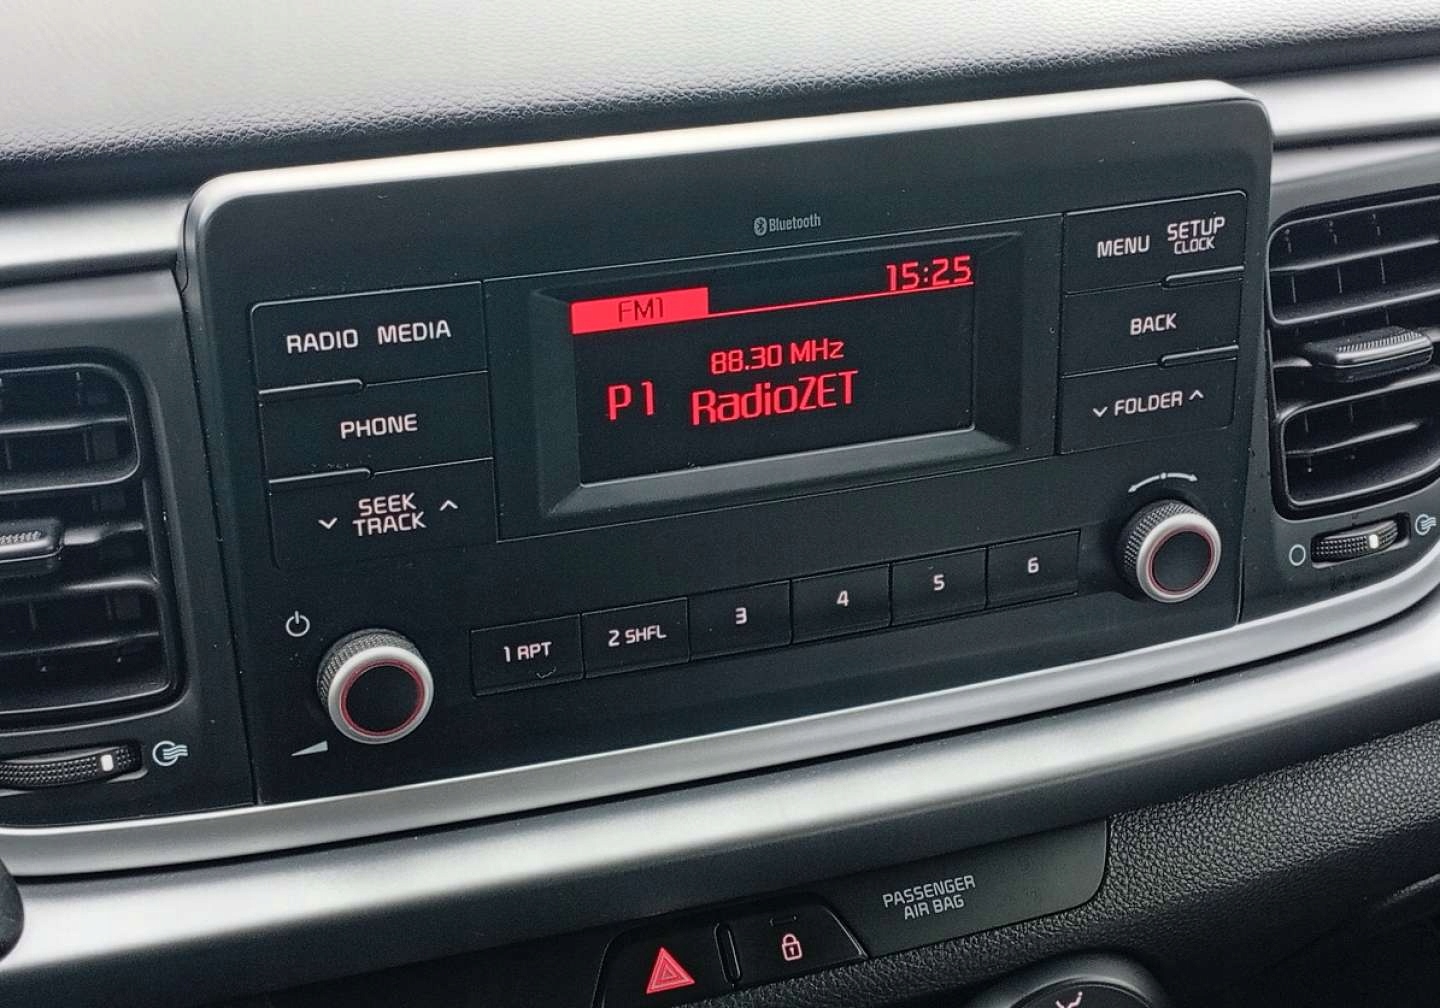 Bluetooth
MENU SETUP
CLOCK
15:25
FM1
RADIO MEDIA
88.30 MHz
BACK
P1 RadioZET
PHONE
FOLDER
SEEK
TRACK
1 RPT 2 SHFL 3 4 5 6
PASSENGER
AIR BAG